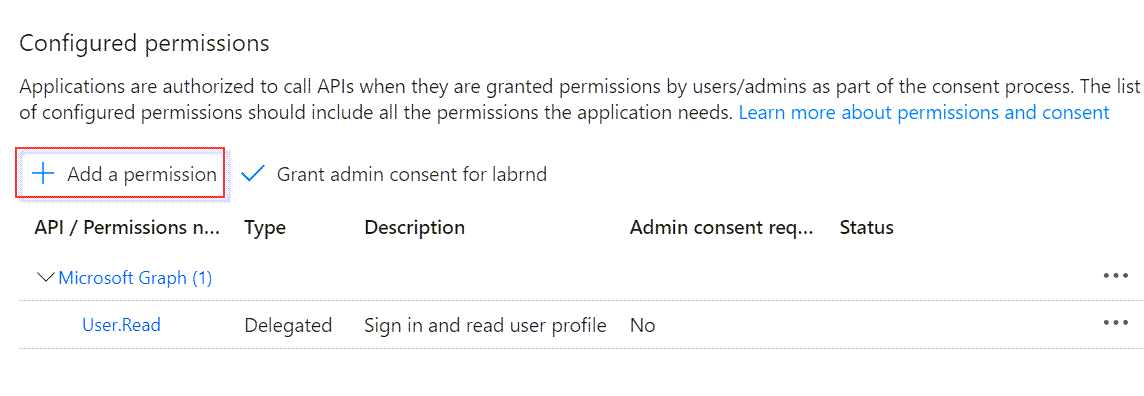 Configured permissions
Applications are authorized to call APIs when they are granted permissions by users/admins as part of the consent process. The list
of configured permissions should include all the permissions the application needs. Learn more about permissions and consent
Add a permission Grant admin consent for labrnd
API / Permissions n... Type Description Admin consent req... Status
Microsoft Graph (1) ...
User.Read Delegated Sign in and read user profile No ...